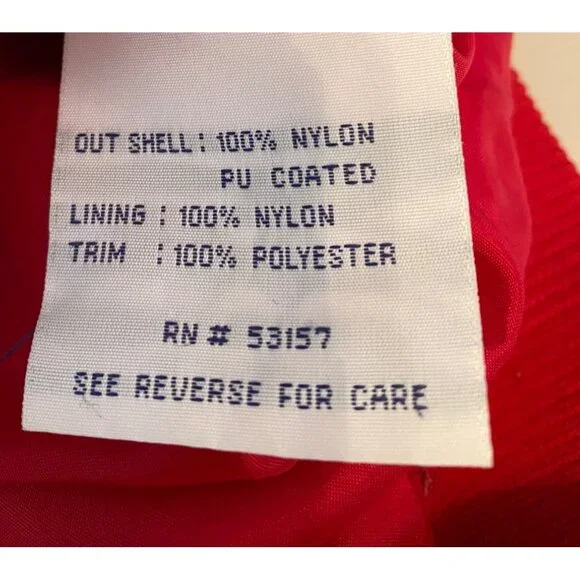 OUT SHELL : 100% NYLON
PU COATED
LINING : 100% NYLON
TRIM : 100% POLYESTER
RN # 53157
SEE REVERSE FOR CARE